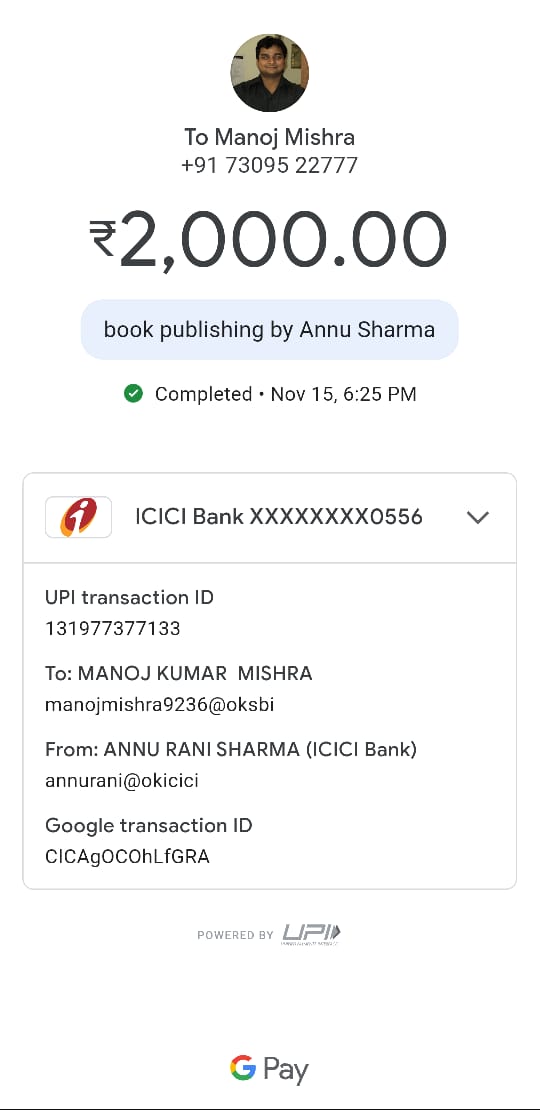 To Manoj Mishra
+91 73095 22777
₹2,000.00
book publishing by Annu Sharma
Completed • Nov 15, 6:25 PM
ICICI Bank XXXXXXXX0556
UPI transaction ID
131977377133
To: MANOJ KUMAR  MISHRA
manojmishra9236@oksbi
From: ANNU RANI SHARMA (ICICI Bank)
annurani@okicici
Google transaction ID
CICAgOCOhLfGRA
POWERED BY UPI
G Pay